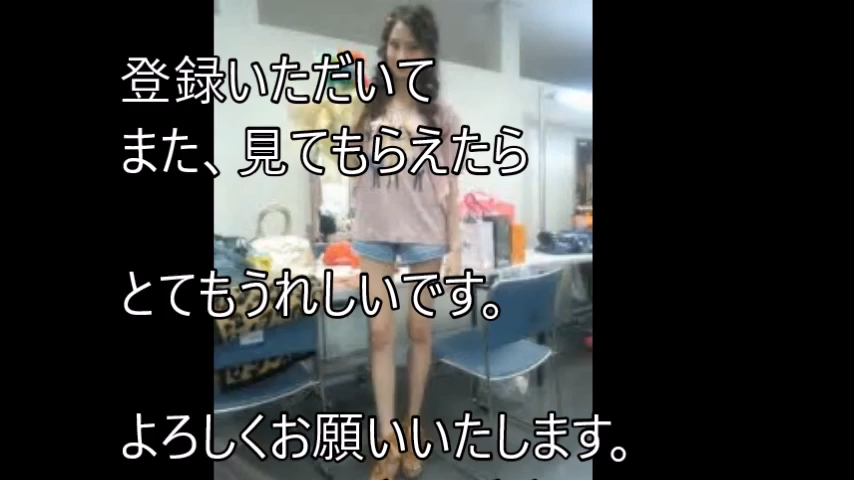 登録いただいて
また、見てもらえたら
とてもうれしいです。
よろしくお願いいたします。